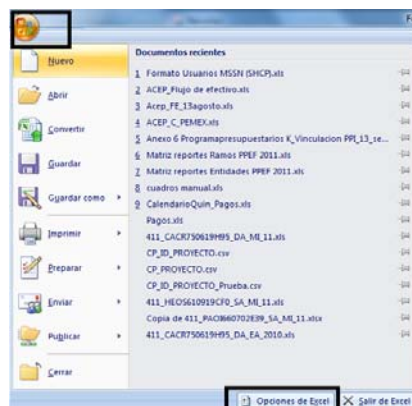 Nuevo
Abrir
Convertir
Guardar
Guardar como
Imprimir
Preparar
Enviar
Publicar
Cerrar
Documentos recientes
1 Formato Usuarios MSSN (SHCP).xls
2 ACEP_Flujo de efectivo.xls
3 Acep_FE_13agosto.xls
4 ACEP_C_PEMEX.xls
5 Anexo 6 Programapresupuestarios K_Vinculacion PPI_13_se...
6 Matriz reportes Ramos PPEF 2011.xls
7 Matriz reportes Entidades PPEF 2011.xls
8 cuadros manual.xls
9 CalendarioQuin_Pagos.xls
Pagos.xls
411_CACR750619H95_DA_MI_11.xls
CP_ID_PROYECTO.csv
CP_PROYECTO.csv
CP_ID_PROYECTO_Prueba.csv
411_HEOS610919CF0_SA_MI_11.xls
Copia de 411_PAOI660702E39_SA_MI_11.xlsx
411_CACR750619H95_DA_EA_2010.xls
Opciones de Excel
Salir de Excel